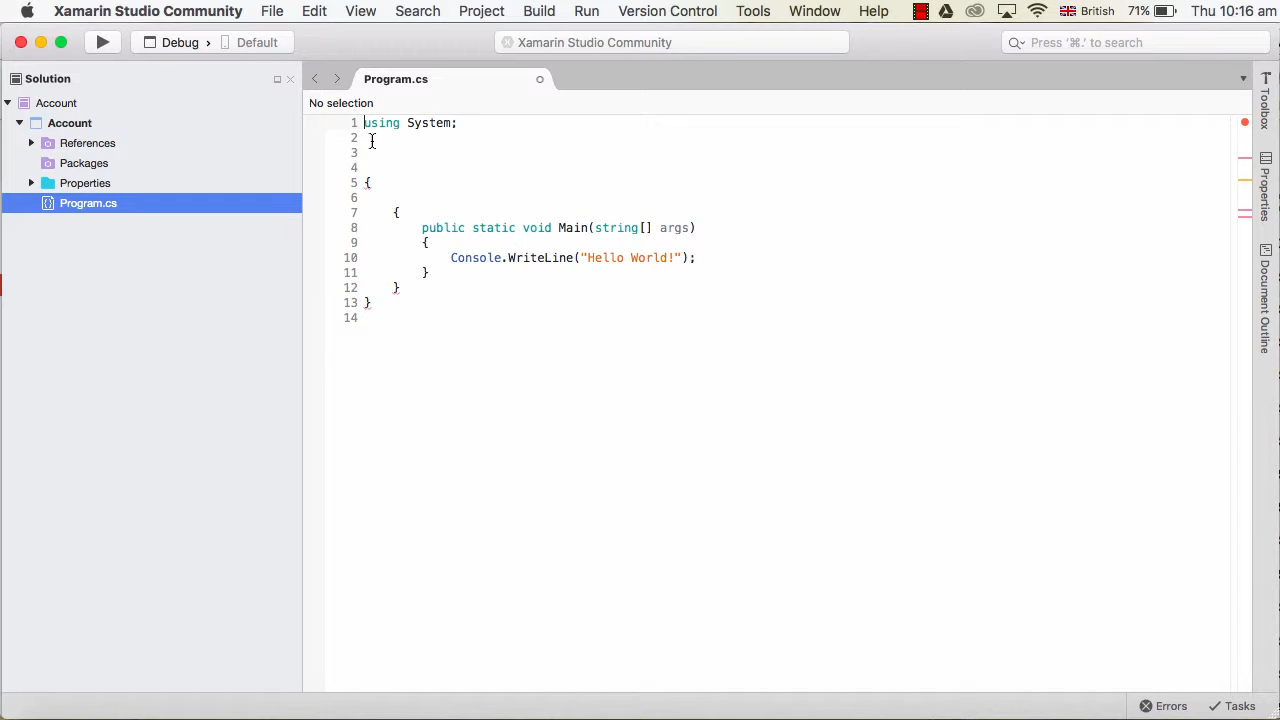 Xamarin Studio Community File Edit View Search Project Build Run Version Control Tools Window Help British 71% Thu 10:16 am
Debug › Default Xamarin Studio Community Press ‘⌘.’ to search
Solution
Account
Account
References
Packages
Properties
Program.cs
Program.cs
No selection
1 using System;
2
3
4
5 {
6
7 {
8 public static void Main(string[] args)
9 {
10 Console.WriteLine("Hello World!");
11 }
12 }
13 }
14
Toolbox
Properties
Document Outline
Errors Tasks